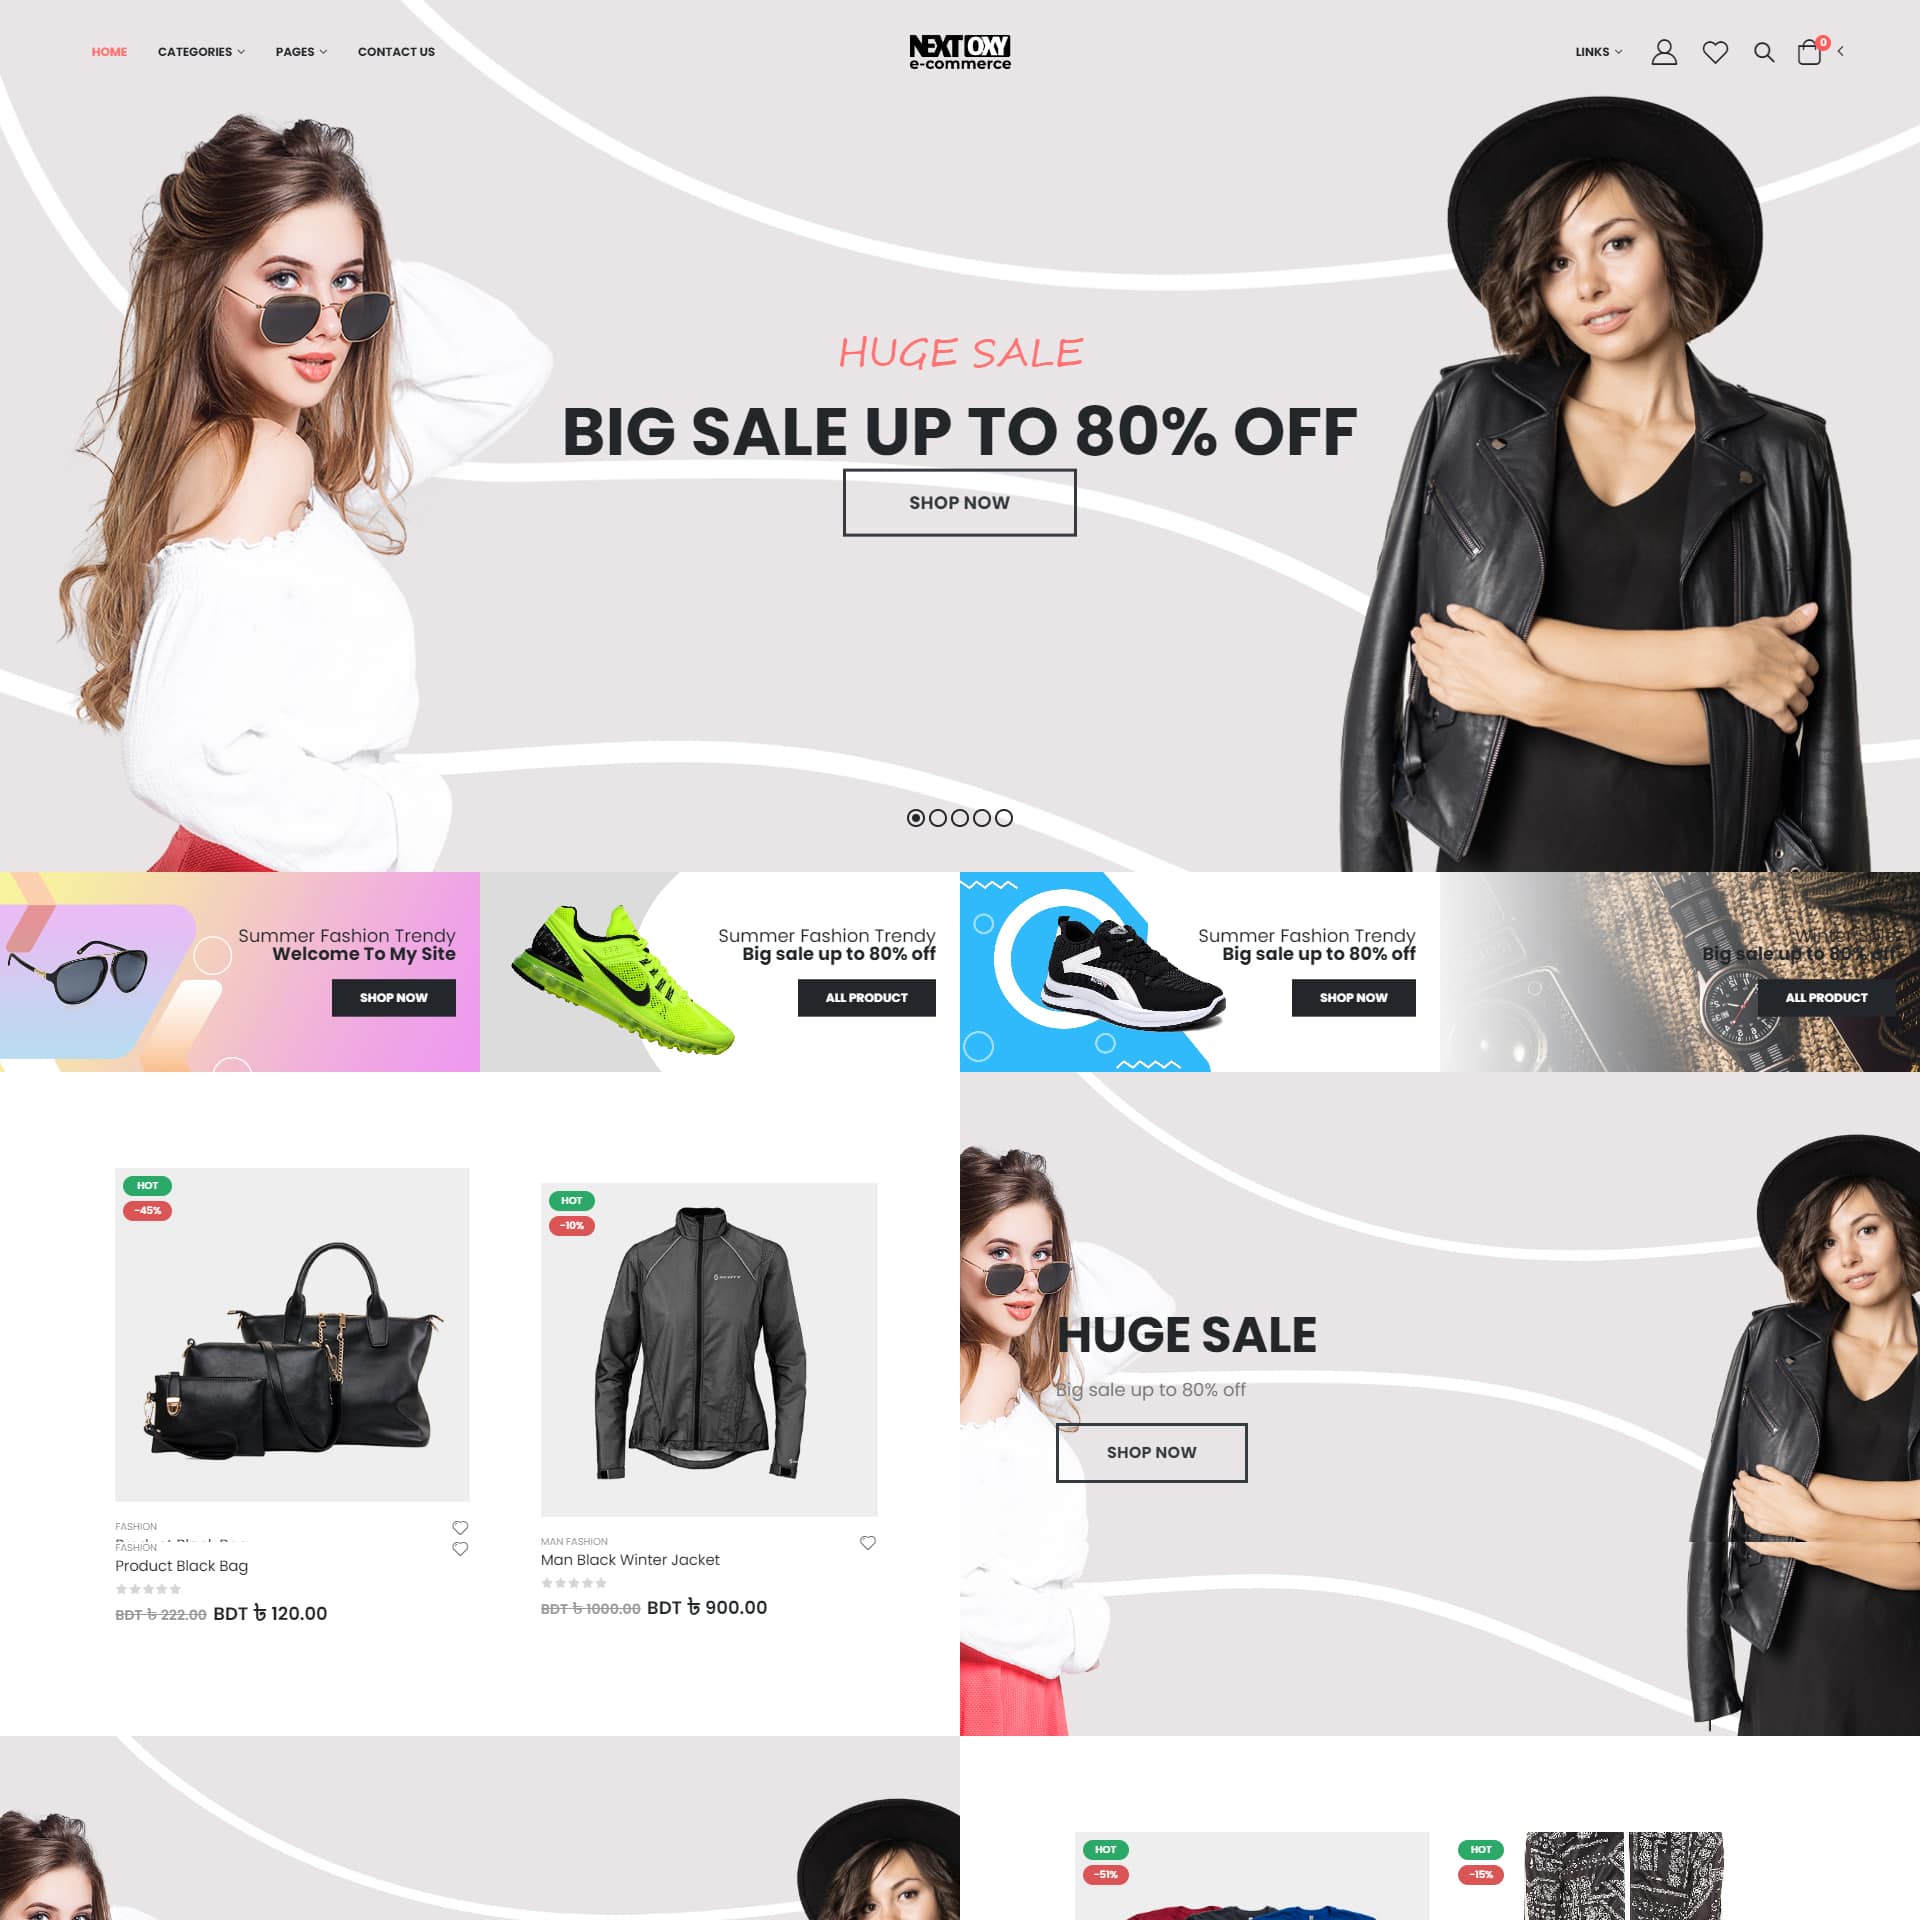 HOME
CATEGORIES
PAGES
CONTACT US
NEXT OXY
e-commerce
LINKS
0
HUGE SALE
BIG SALE UP TO 80% OFF
SHOP NOW
Summer Fashion Trendy
Welcome To My Site
SHOP NOW
Summer Fashion Trendy
Big sale up to 80% off
ALL PRODUCT
Summer Fashion Trendy
Big sale up to 80% off
SHOP NOW
Winter
Big sale up to 80% off
ALL PRODUCT
HOT
-45%
FASHION
FASHION
Product Black Bag
BDT ৳ 222.00 BDT ৳ 120.00
HOT
-10%
MAN FASHION
Man Black Winter Jacket
BDT ৳ 1000.00 BDT ৳ 900.00
HUGE SALE
Big sale up to 80% off
SHOP NOW
HOT
-51%
HOT
-15%